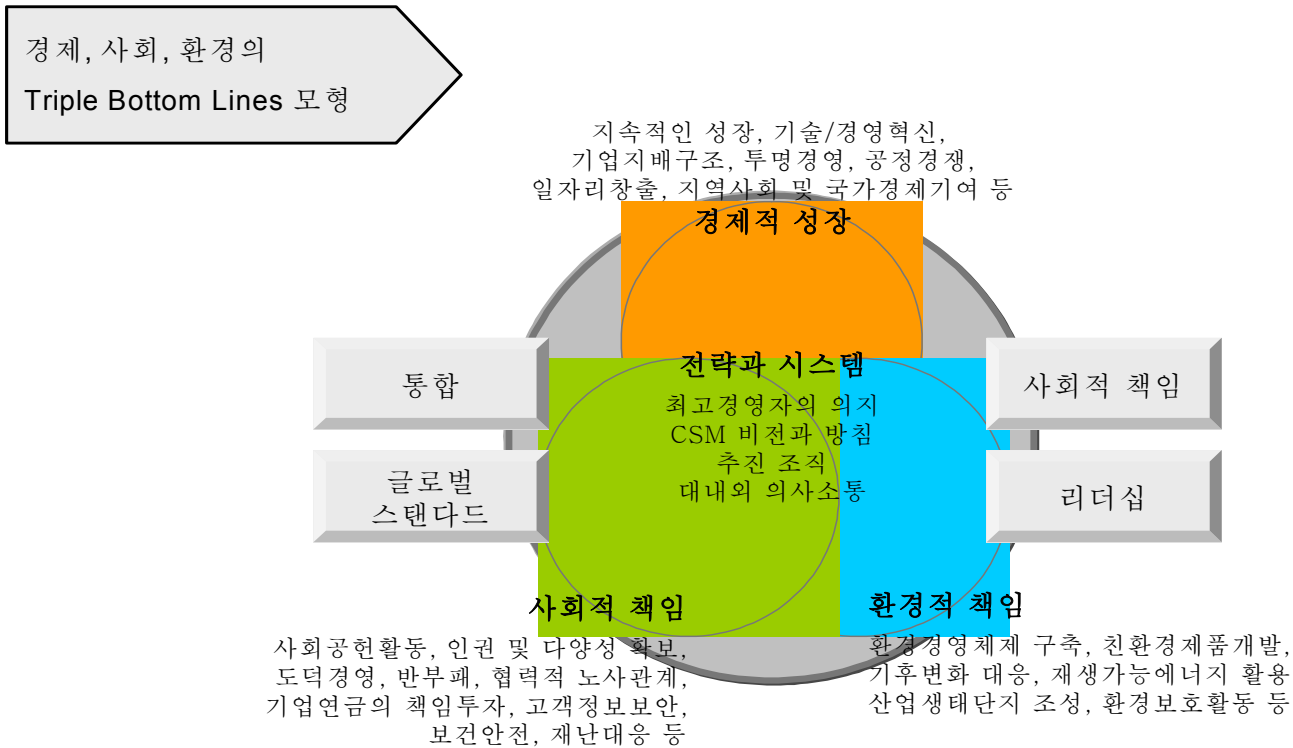 경제, 사회, 환경의
Triple Bottom Lines 모형
지속적인 성장, 기술/경영혁신,
기업지배구조, 투명경영, 공정경쟁,
일자리창출, 지역사회 및 국가경제기여 등
경제적 성장
통합
글로벌
스탠다드
전략과 시스템
최고경영자의 의지
CSM 비전과 방침
추진 조직
대내외 의사소통
사회적 책임
리더십
사회적 책임
사회공헌활동, 인권 및 다양성 확보,
도덕경영, 반부패, 협력적 노사관계,
기업연금의 책임투자, 고객정보보안,
보건안전, 재난대응 등
환경적 책임
환경경영체제 구축, 친환경제품개발,
기후변화 대응, 재생가능에너지 활용
산업생태단지 조성, 환경보호활동 등